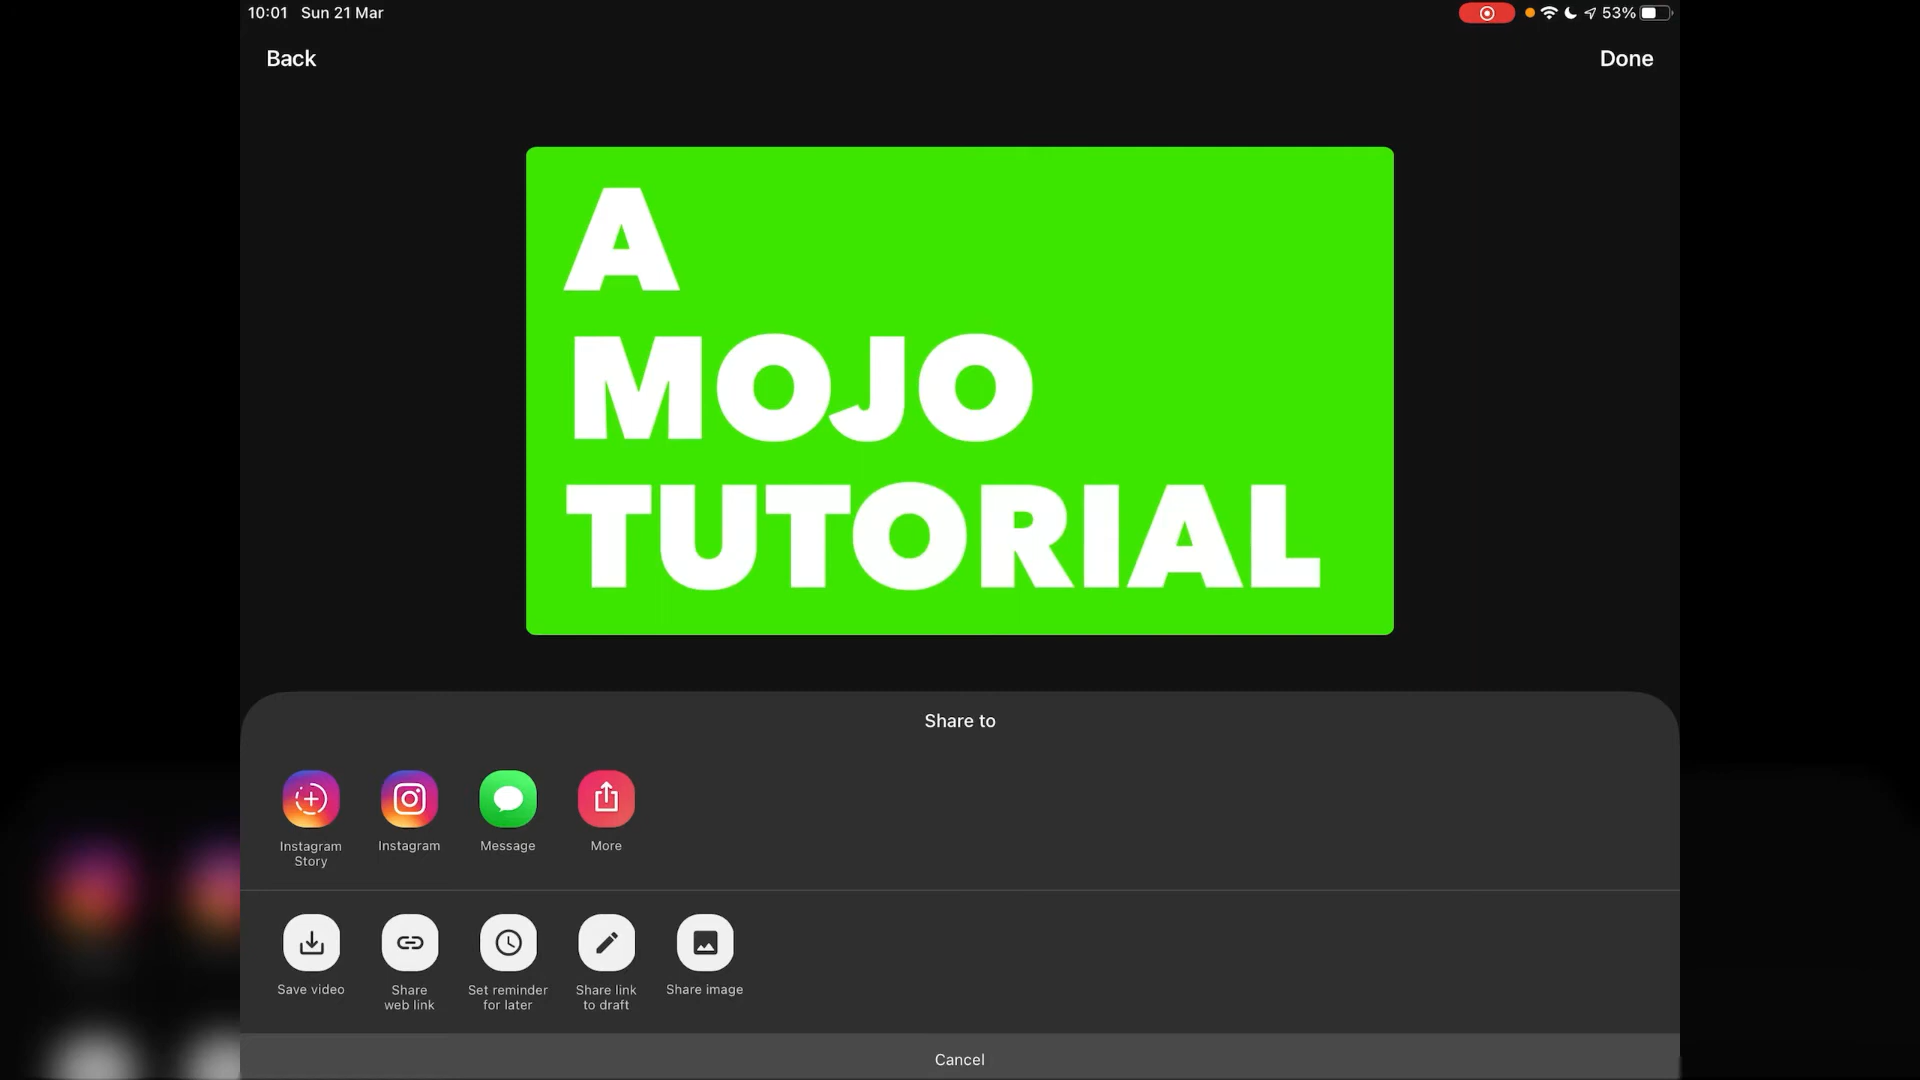 10:01 Sun 21 Mar
53%
Back
Done
A
MOJO
TUTORIAL
Share to
Instagram
Story
Instagram
Message
More
Save video
Share
web link
Set reminder
for later
Share link
to draft
Share image
Cancel